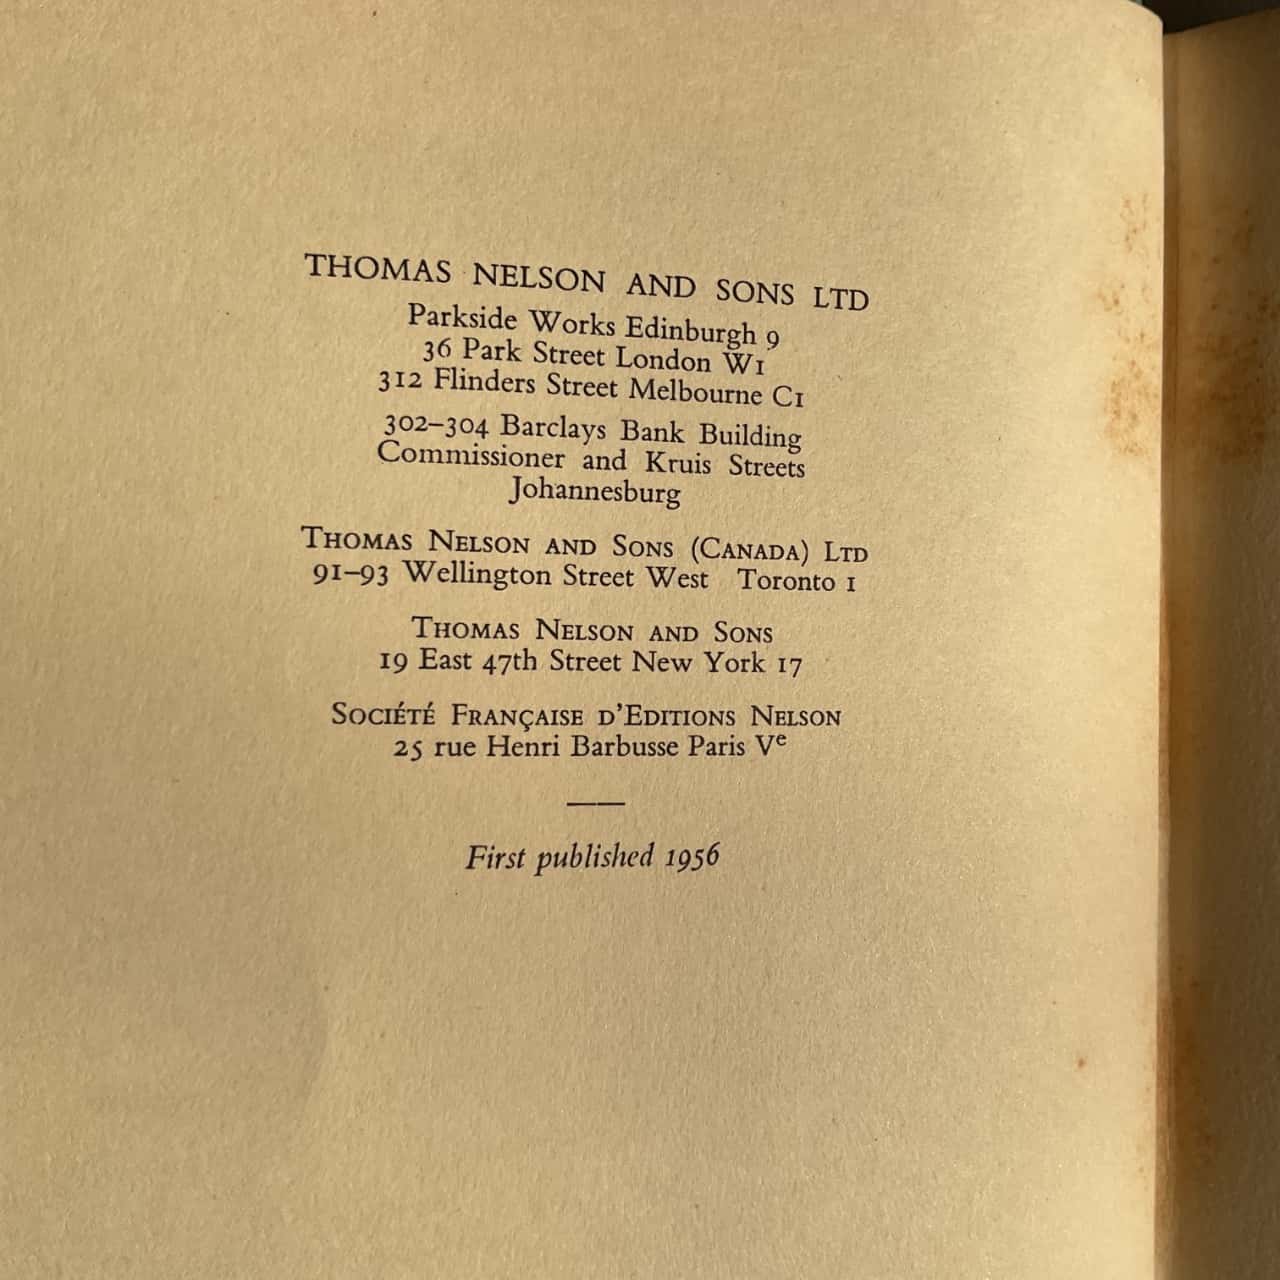 THOMAS NELSON AND SONS LTD
Parkside Works Edinburgh 9
36 Park Street London W1
312 Flinders Street Melbourne C1
302–304 Barclays Bank Building
Commissioner and Kruis Streets
Johannesburg
THOMAS NELSON AND SONS (CANADA) LTD
91–93 Wellington Street West Toronto 1
THOMAS NELSON AND SONS
19 East 47th Street New York 17
SOCIÉTÉ FRANÇAISE D'EDITIONS NELSON
25 rue Henri Barbusse Paris Vᵉ
First published 1956